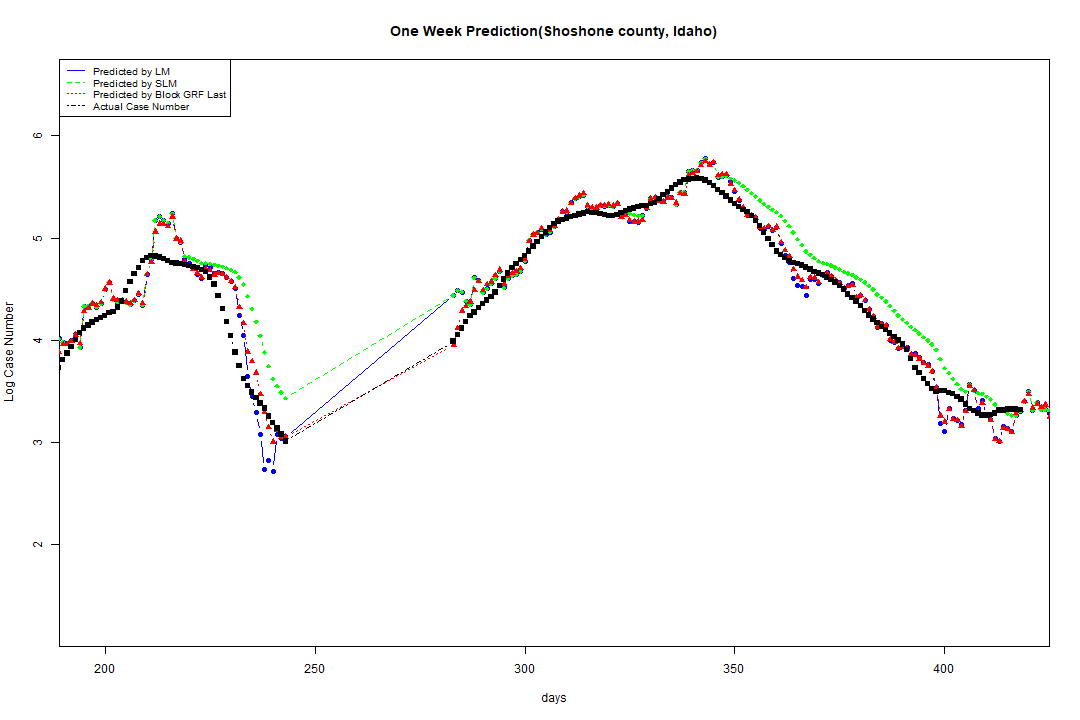 One Week Prediction(Shoshone county, Idaho)
Predicted by LM
Predicted by SLM
Predicted by Block GRF Last
Actual Case Number
6
5
4
3
2
Log Case Number
200 250 300 350 400
days